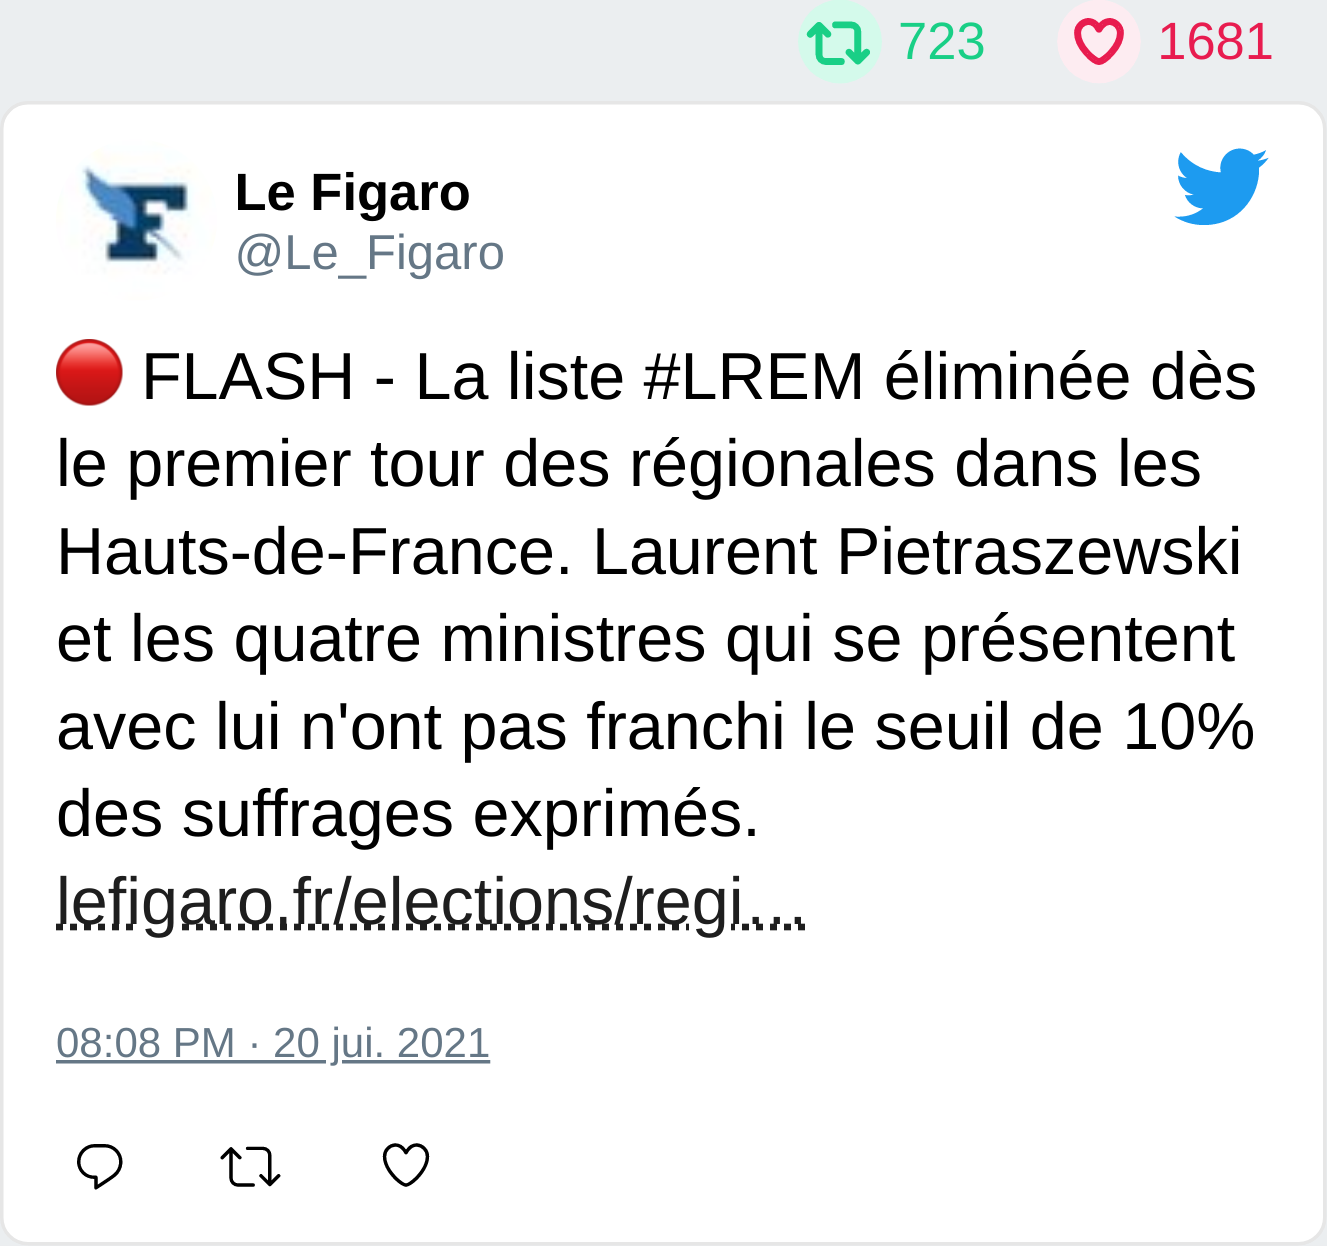 723 1681
Le Figaro
@Le_Figaro
🔴 FLASH - La liste #LREM éliminée dès
le premier tour des régionales dans les
Hauts-de-France. Laurent Pietraszewski
et les quatre ministres qui se présentent
avec lui n'ont pas franchi le seuil de 10%
des suffrages exprimés.
lefigaro.fr/elections/regi...
08:08 PM · 20 jui. 2021